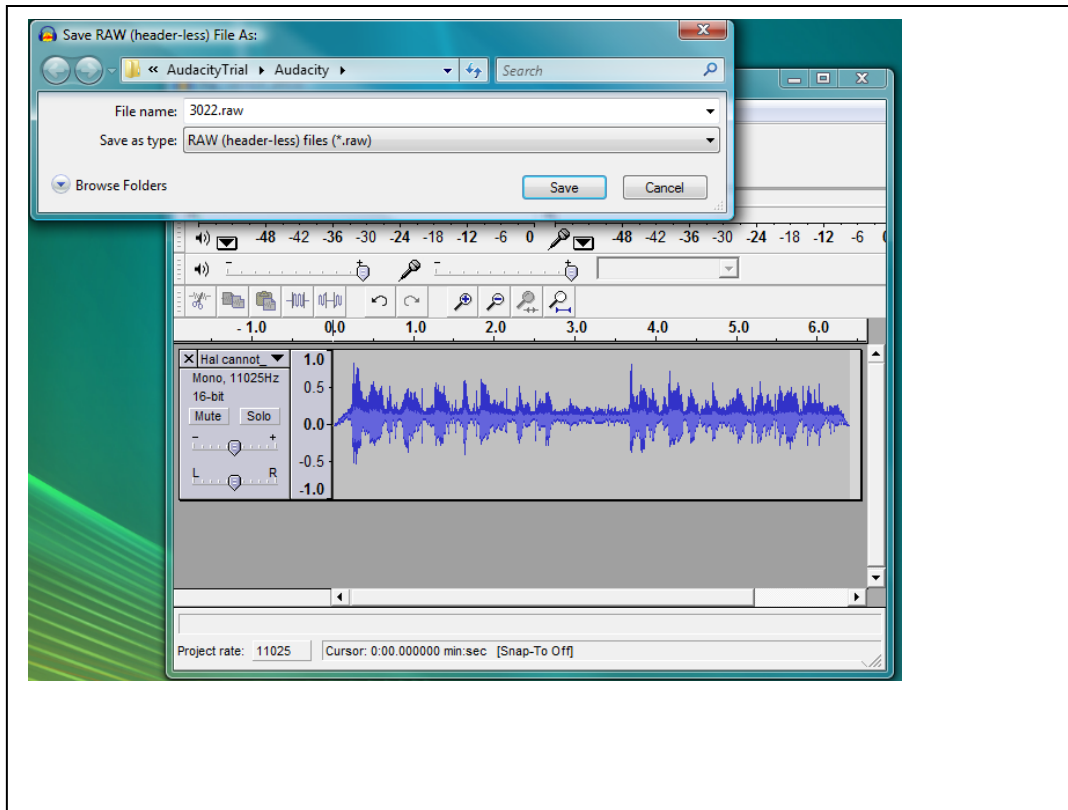 Save RAW (header-less) File As:
« AudacityTrial Audacity Search
File name: 3022.raw
Save as type: RAW (header-less) files (*.raw)
Browse Folders Save Cancel
-48 -42 -36 -30 -24 -18 -12 -6 0 -48 -42 -36 -30 -24 -18 -12 -6
- 1.0 0.0 1.0 2.0 3.0 4.0 5.0 6.0
Hal cannot_ 1.0
Mono, 11025Hz
16-bit 0.5
Mute Solo
0.0
- +
-0.5
L R
-1.0
Project rate: 11025 Cursor: 0:00.000000 min:sec [Snap-To Off]